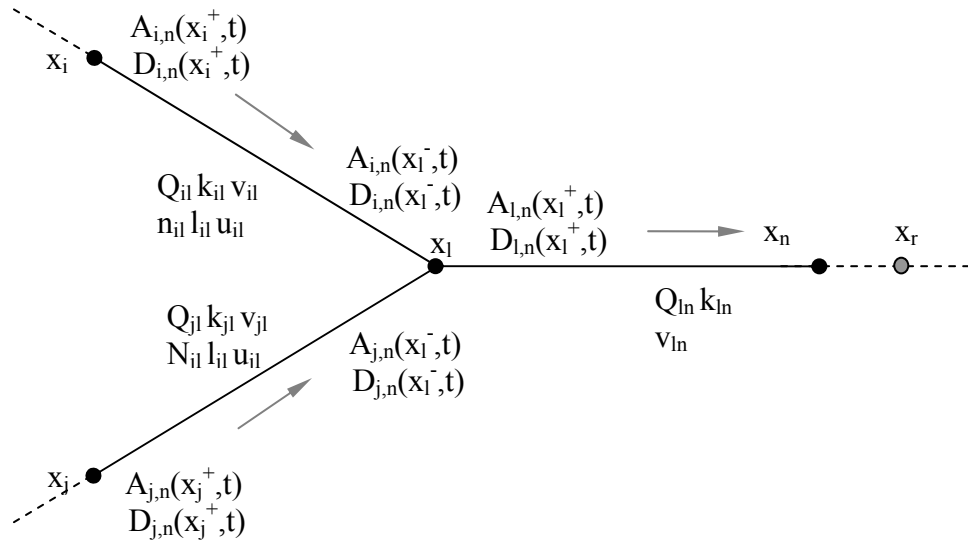 A_{i,n}(x_i^+,t)
x_i
D_{i,n}(x_i^+,t)
A_{i,n}(x_l^-,t)
D_{i,n}(x_l^-,t)
Q_{il} k_{il} v_{il}
n_{il} l_{il} u_{il}
A_{l,n}(x_l^+,t)
D_{l,n}(x_l^+,t)
x_l
x_n
x_r
Q_{ln} k_{ln}
v_{ln}
Q_{jl} k_{jl} v_{jl}
N_{il} l_{il} u_{il}
A_{j,n}(x_l^-,t)
D_{j,n}(x_l^-,t)
x_j
A_{j,n}(x_j^+,t)
D_{j,n}(x_j^+,t)